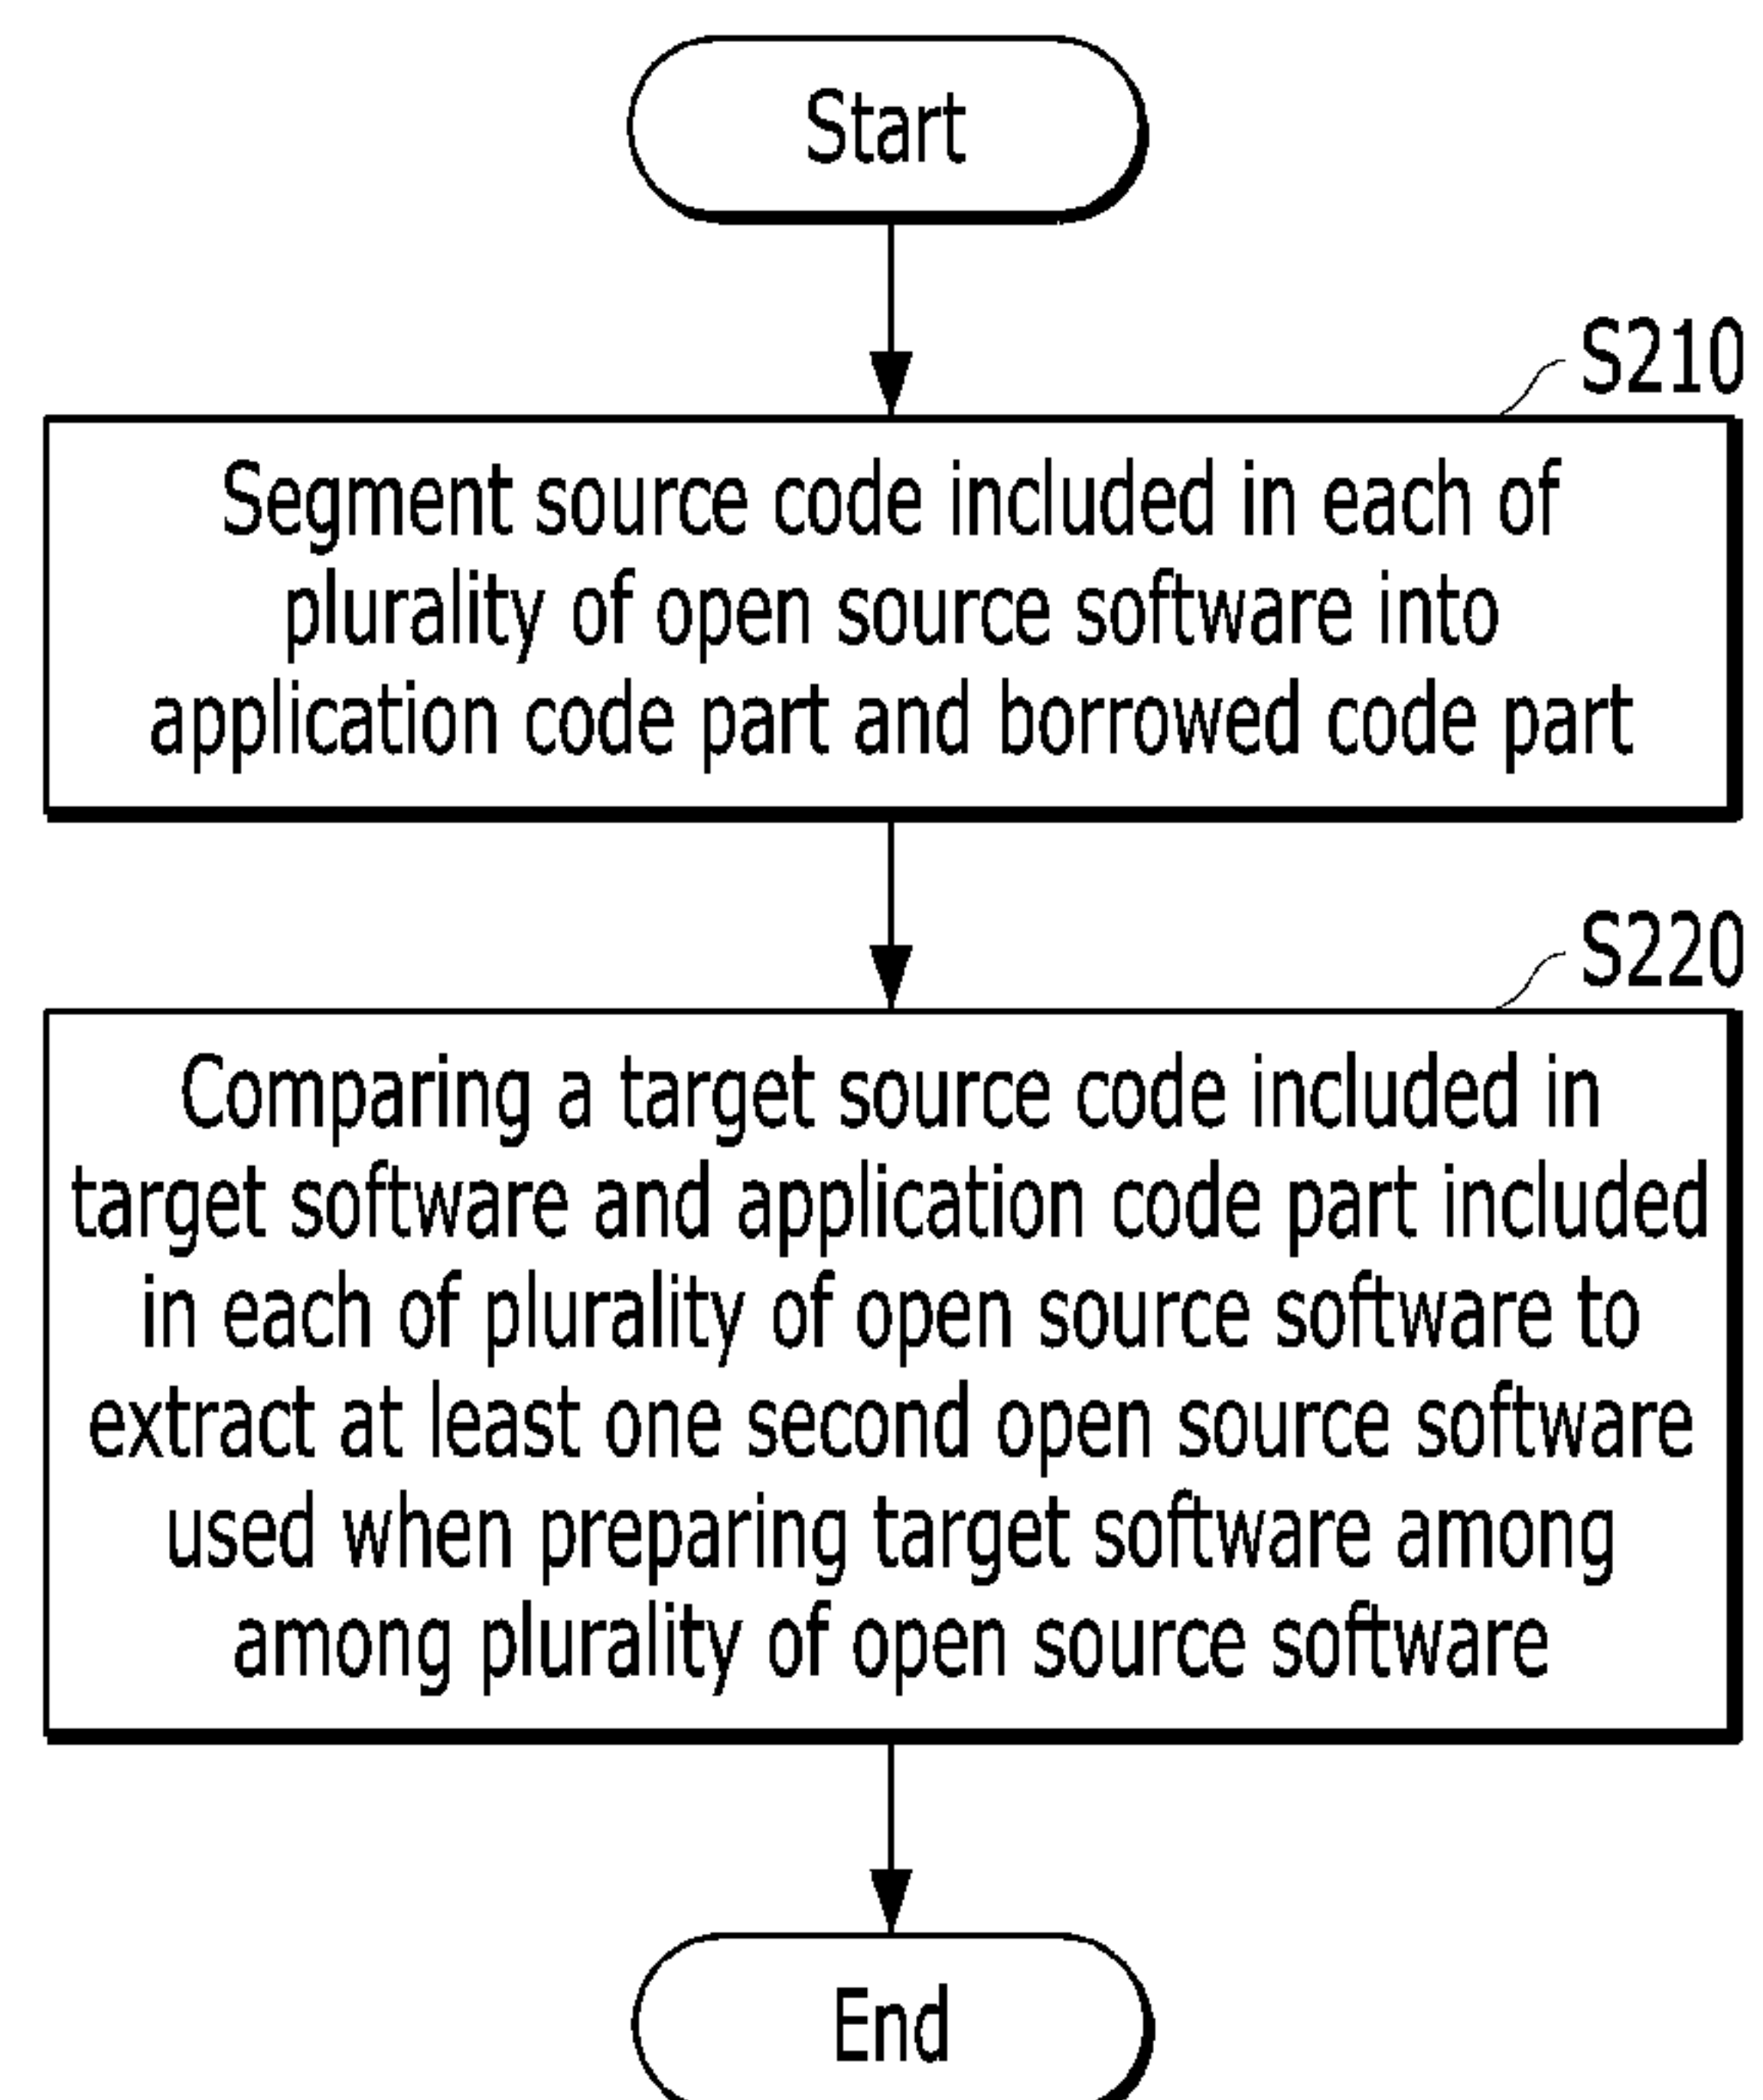 Start
S210
Segment source code included in each of
plurality of open source software into
application code part and borrowed code part
S220
Comparing a target source code included in
target software and application code part included
in each of plurality of open source software to
extract at least one second open source software
used when preparing target software among
among plurality of open source software
End